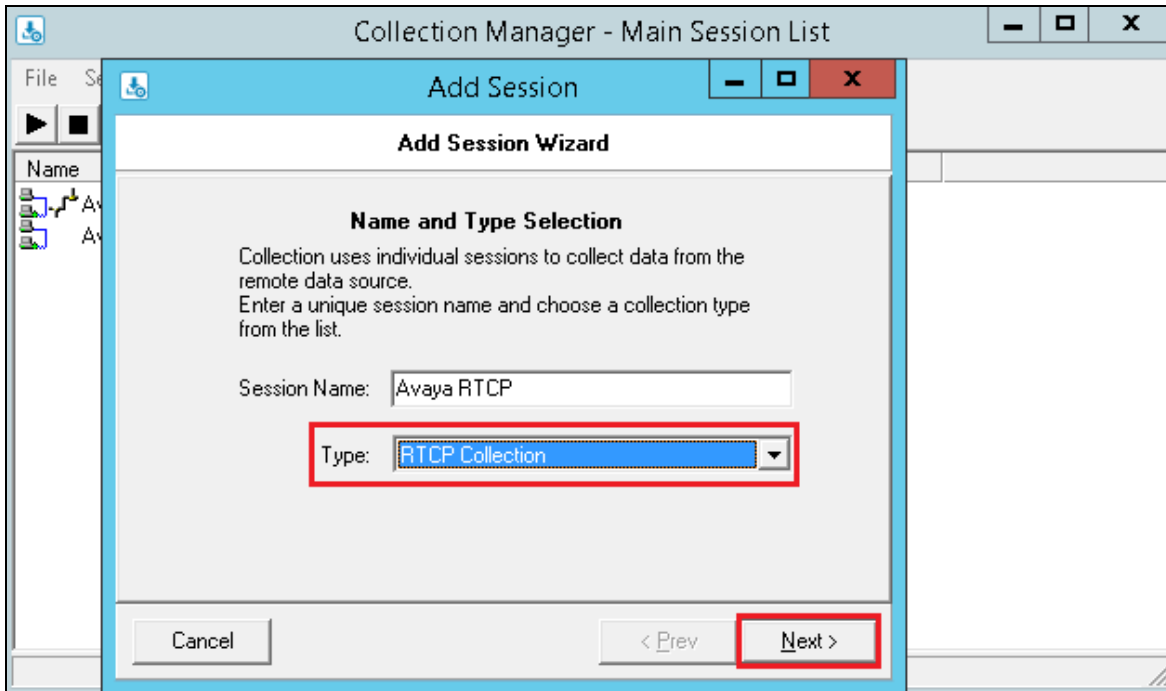 Collection Manager - Main Session List
File
Add Session
Add Session Wizard
Name
Name and Type Selection
Collection uses individual sessions to collect data from the
remote data source.
Enter a unique session name and choose a collection type
from the list.
Session Name: Avaya RTCP
Type: RTCP Collection
Cancel < Prev Next >